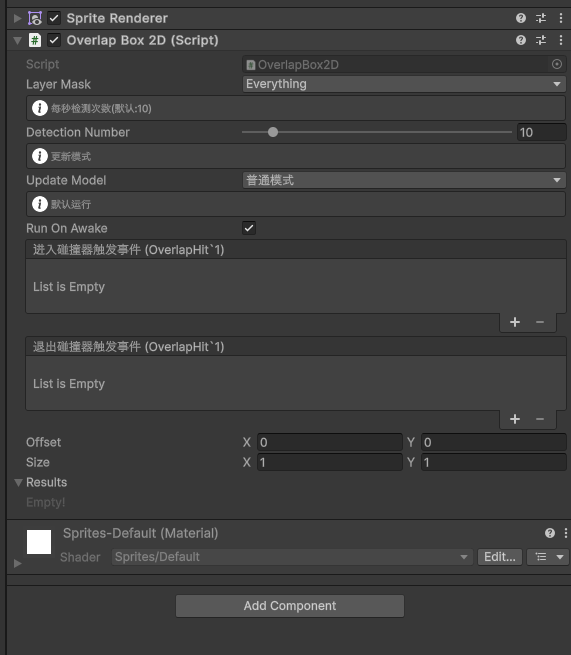 Sprite Renderer
Overlap Box 2D (Script)
Script OverlapBox2D
Layer Mask Everything
每秒检测次数(默认:10)
Detection Number 10
更新模式
Update Model 普通模式
默认运行
Run On Awake
进入碰撞器触发事件 (OverlapHit`1)
List is Empty
退出碰撞器触发事件 (OverlapHit`1)
List is Empty
Offset X 0 Y 0
Size X 1 Y 1
Results
Empty!
Sprites-Default (Material)
Shader Sprites/Default Edit...
Add Component